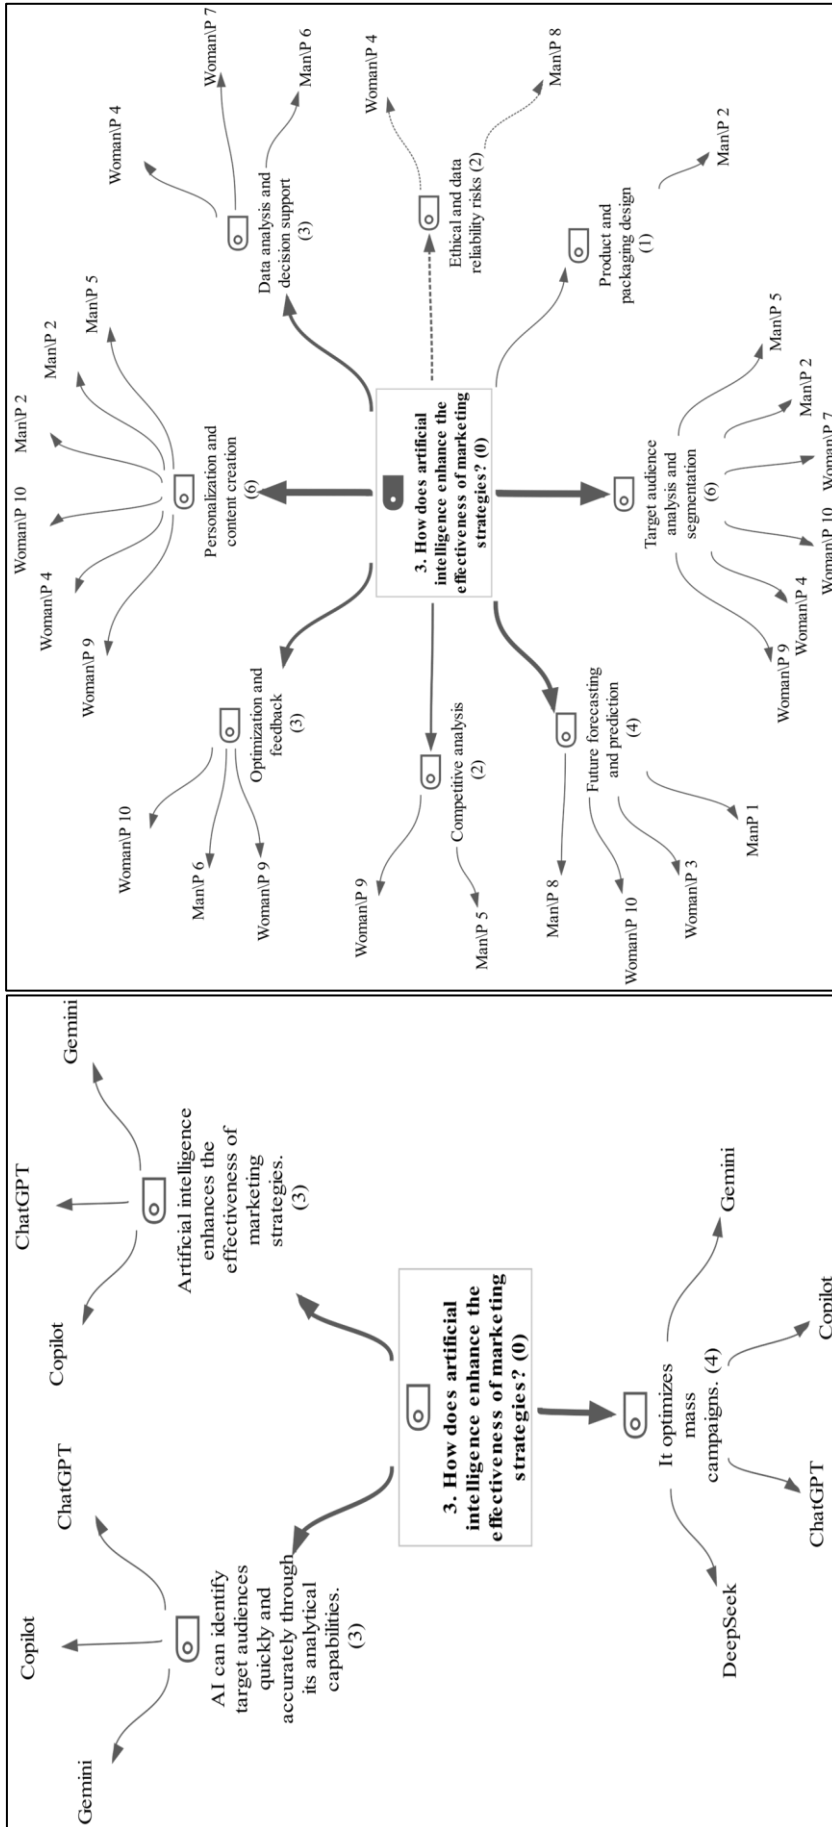 Gemini
Copilot
ChatGPT
AI can identify
target audiences
quickly and
accurately through
its analytical
capabilities.
(3)
Copilot
ChatGPT
Gemini
Artificial intelligence
enhances the
effectiveness of
marketing
strategies.
(3)
3. How does artificial
intelligence enhance the
effectiveness of marketing
strategies? (0)
It optimizes
mass
campaigns. (4)
DeepSeek
ChatGPT
Copilot
Gemini
Woman\P 10
Man\P 6
Woman\P 9
Optimization and
feedback
(3)
Woman\P 9
Woman\P 4
Woman\P 10
Man\P 2
Man\P 2
Man\P 5
Personalization and
content creation
(6)
Woman\P 4
Woman\P 7
Man\P 6
Data analysis and
decision support
(3)
Woman\P 9
Man\P 5
Competitive analysis
(2)
3. How does artificial
intelligence enhance the
effectiveness of marketing
strategies? (0)
Woman\P 4
Man\P 8
Ethical and data
reliability risks (2)
Man\P 8
Woman\P 10
Woman\P 3
ManP 1
Future forecasting
and prediction
(4)
Target audience
analysis and
segmentation
(6)
Woman\P 9
Woman\P 4
Woman\P 10
Woman\P 7
Man\P 2
Man\P 5
Product and
packaging design
(1)
Man\P 2